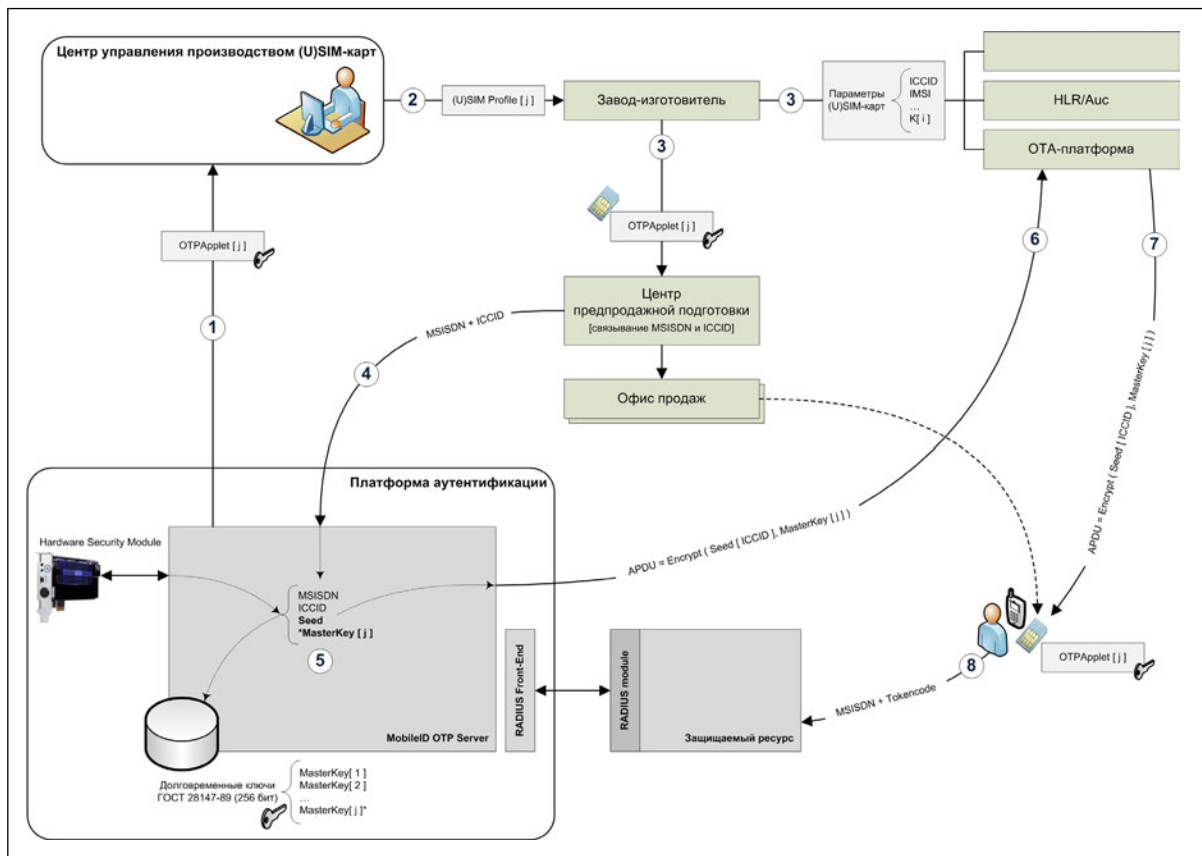 Центр управления производством (U)SIM-карт
2
(U)SIM Profile [ j ]
Завод-изготовитель
3
Параметры
(U)SIM-карт
ICCID
IMSI
...
K[ i ]
HLR/Auc
ОТА-платформа
3
OTPApplet [ j ]
OTPApplet [ j ]
6
7
Центр
предпродажной подготовки
[связывание MSISDN и ICCID]
1
MSISDN + ICCID
4
Офис продаж
APDU = Encrypt ( Seed [ ICCID ], MasterKey [ j ] )
Платформа аутентификации
Hardware Security Module
APDU = Encrypt ( Seed [ ICCID ], MasterKey [ j ] )
MSISDN
ICCID
Seed
*MasterKey [ j ]
5
OTPApplet [ j ]
8
MSISDN + Tokencode
RADIUS Front-End
RADIUS module
MobileID OTP Server
Защищаемый ресурс
Долговременные ключи
ГОСТ 28147-89 (256 бит)
MasterKey[ 1 ]
MasterKey[ 2 ]
...
MasterKey[ j ]*